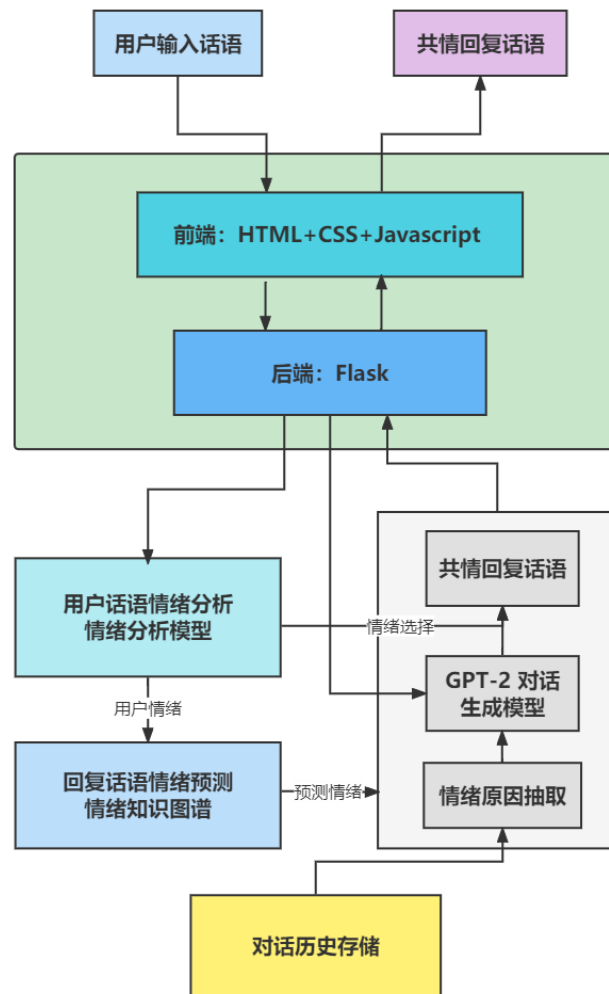 用户输入话语
共情回复话语
前端：HTML+CSS+Javascript
后端：Flask
共情回复话语
用户话语情绪分析
情绪分析模型
情绪选择
GPT-2 对话
生成模型
用户情绪
回复话语情绪预测
情绪知识图谱
预测情绪
情绪原因抽取
对话历史存储